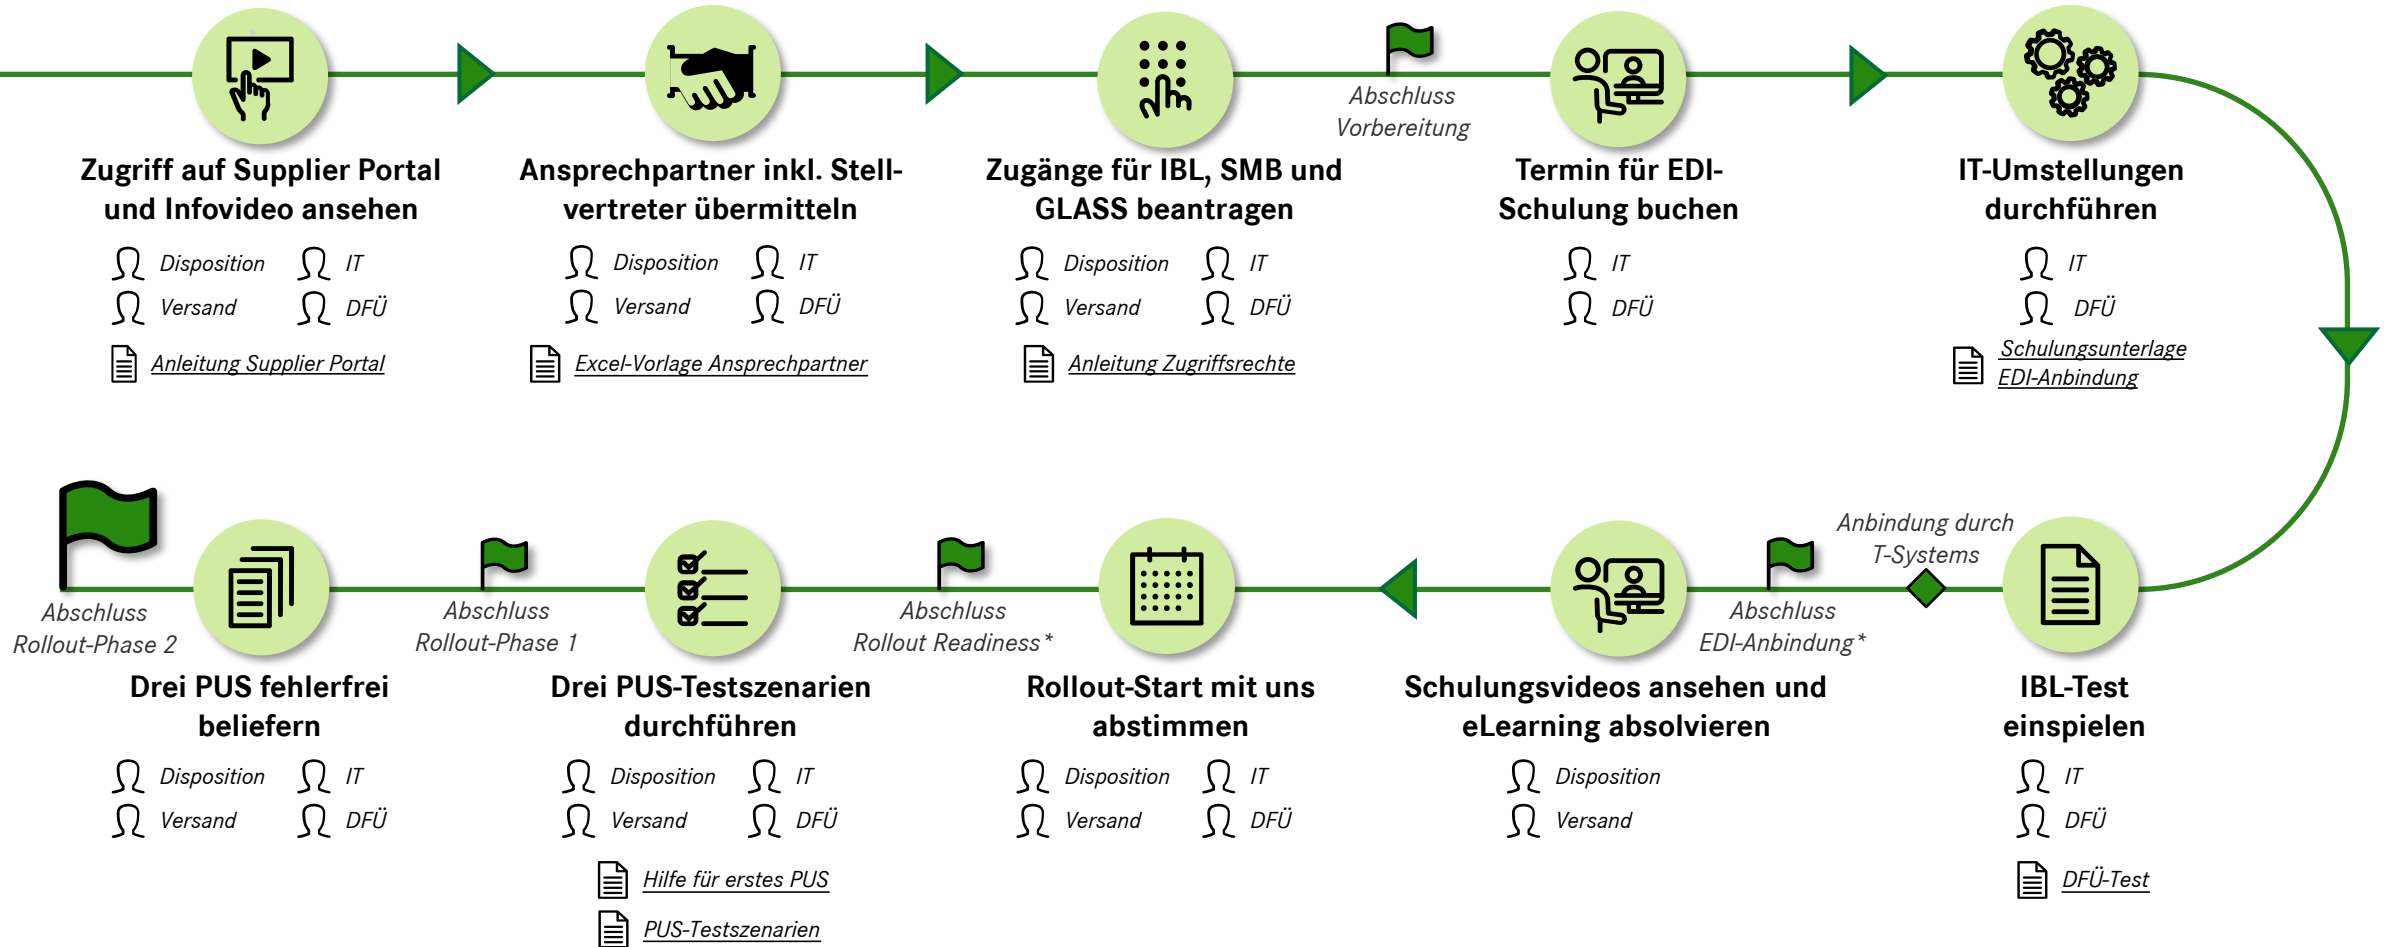 Zugriff auf Supplier Portal
und Infovideo ansehen
Disposition
IT
Versand
DFÜ
Anleitung Supplier Portal
Ansprechpartner inkl. Stell-
vertreter übermitteln
Disposition
IT
Versand
DFÜ
Excel-Vorlage Ansprechpartner
Zugänge für IBL, SMB und
GLASS beantragen
Disposition
IT
Versand
DFÜ
Anleitung Zugriffsrechte
Abschluss
Vorbereitung
Termin für EDI-
Schulung buchen
IT
DFÜ
IT-Umstellungen
durchführen
IT
DFÜ
Schulungsunterlage
EDI-Anbindung
IBL-Test
einspielen
IT
DFÜ
DFÜ-Test
Anbindung durch
T-Systems
Abschluss
EDI-Anbindung*
Schulungsvideos ansehen und
eLearning absolvieren
Disposition
Versand
Rollout-Start mit uns
abstimmen
Disposition
IT
Versand
DFÜ
Abschluss
Rollout Readiness*
Drei PUS-Testszenarien
durchführen
Disposition
IT
Versand
DFÜ
Hilfe für erstes PUS
PUS-Testszenarien
Abschluss
Rollout-Phase 1
Drei PUS fehlerfrei
beliefern
Disposition
IT
Versand
DFÜ
Abschluss
Rollout-Phase 2